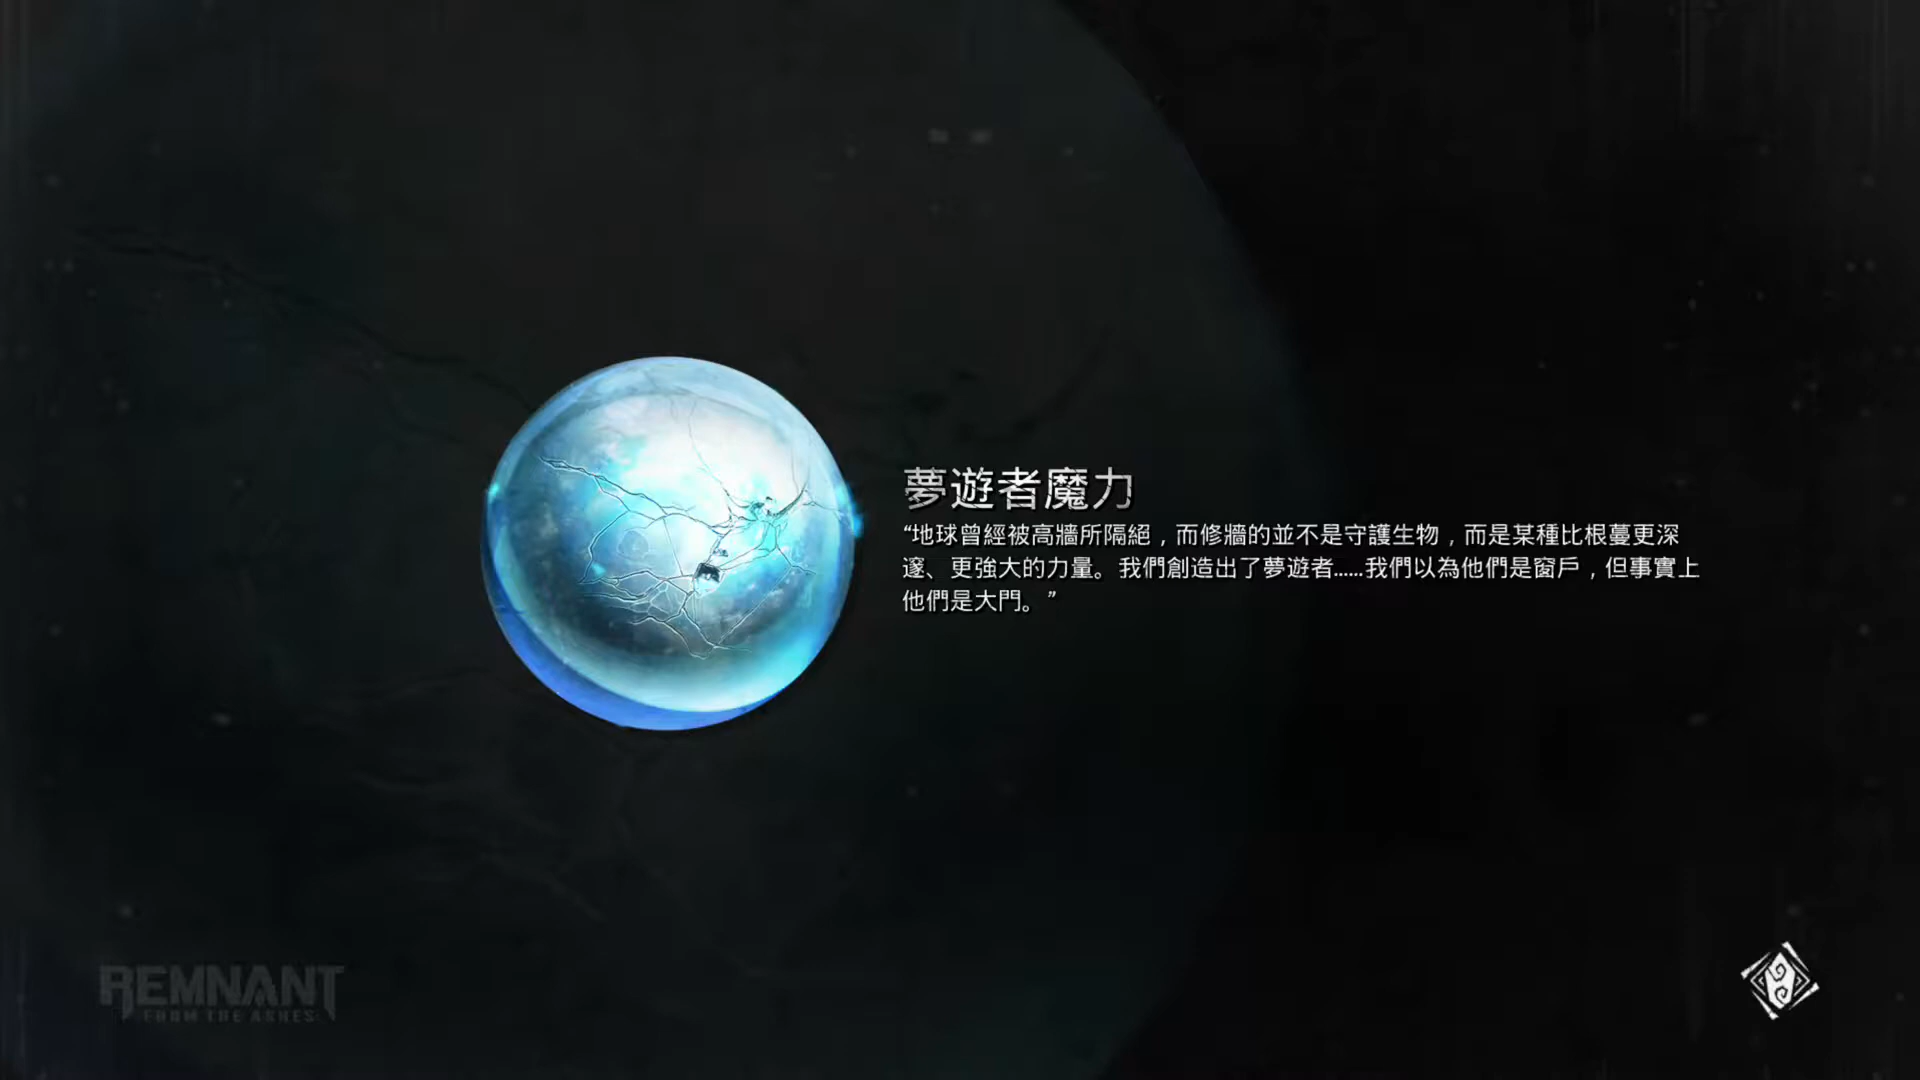 夢遊者魔力
“地球曾經被高牆所隔絕，而修牆的並不是守護生物，而是某種比根蔓更深
邃、更強大的力量。我們創造出了夢遊者......我們以為他們是窗戶，但事實上
他們是大門。”
REMNANT
FROM THE ASHES